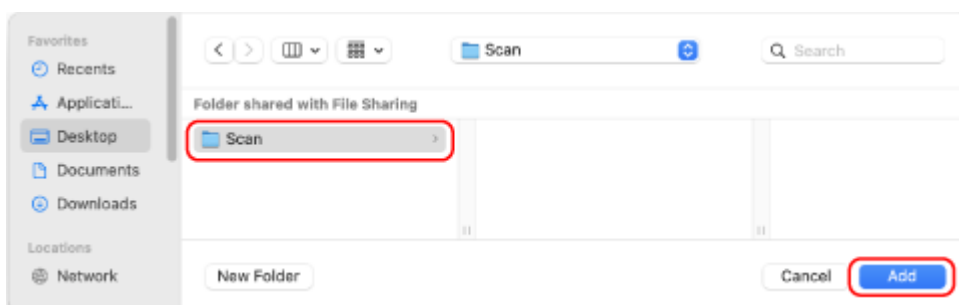 Favorites
Recents
Applicati...
Desktop
Documents
Downloads
Locations
Network
Scan
Search
Folder shared with File Sharing
Scan
New Folder
Cancel
Add